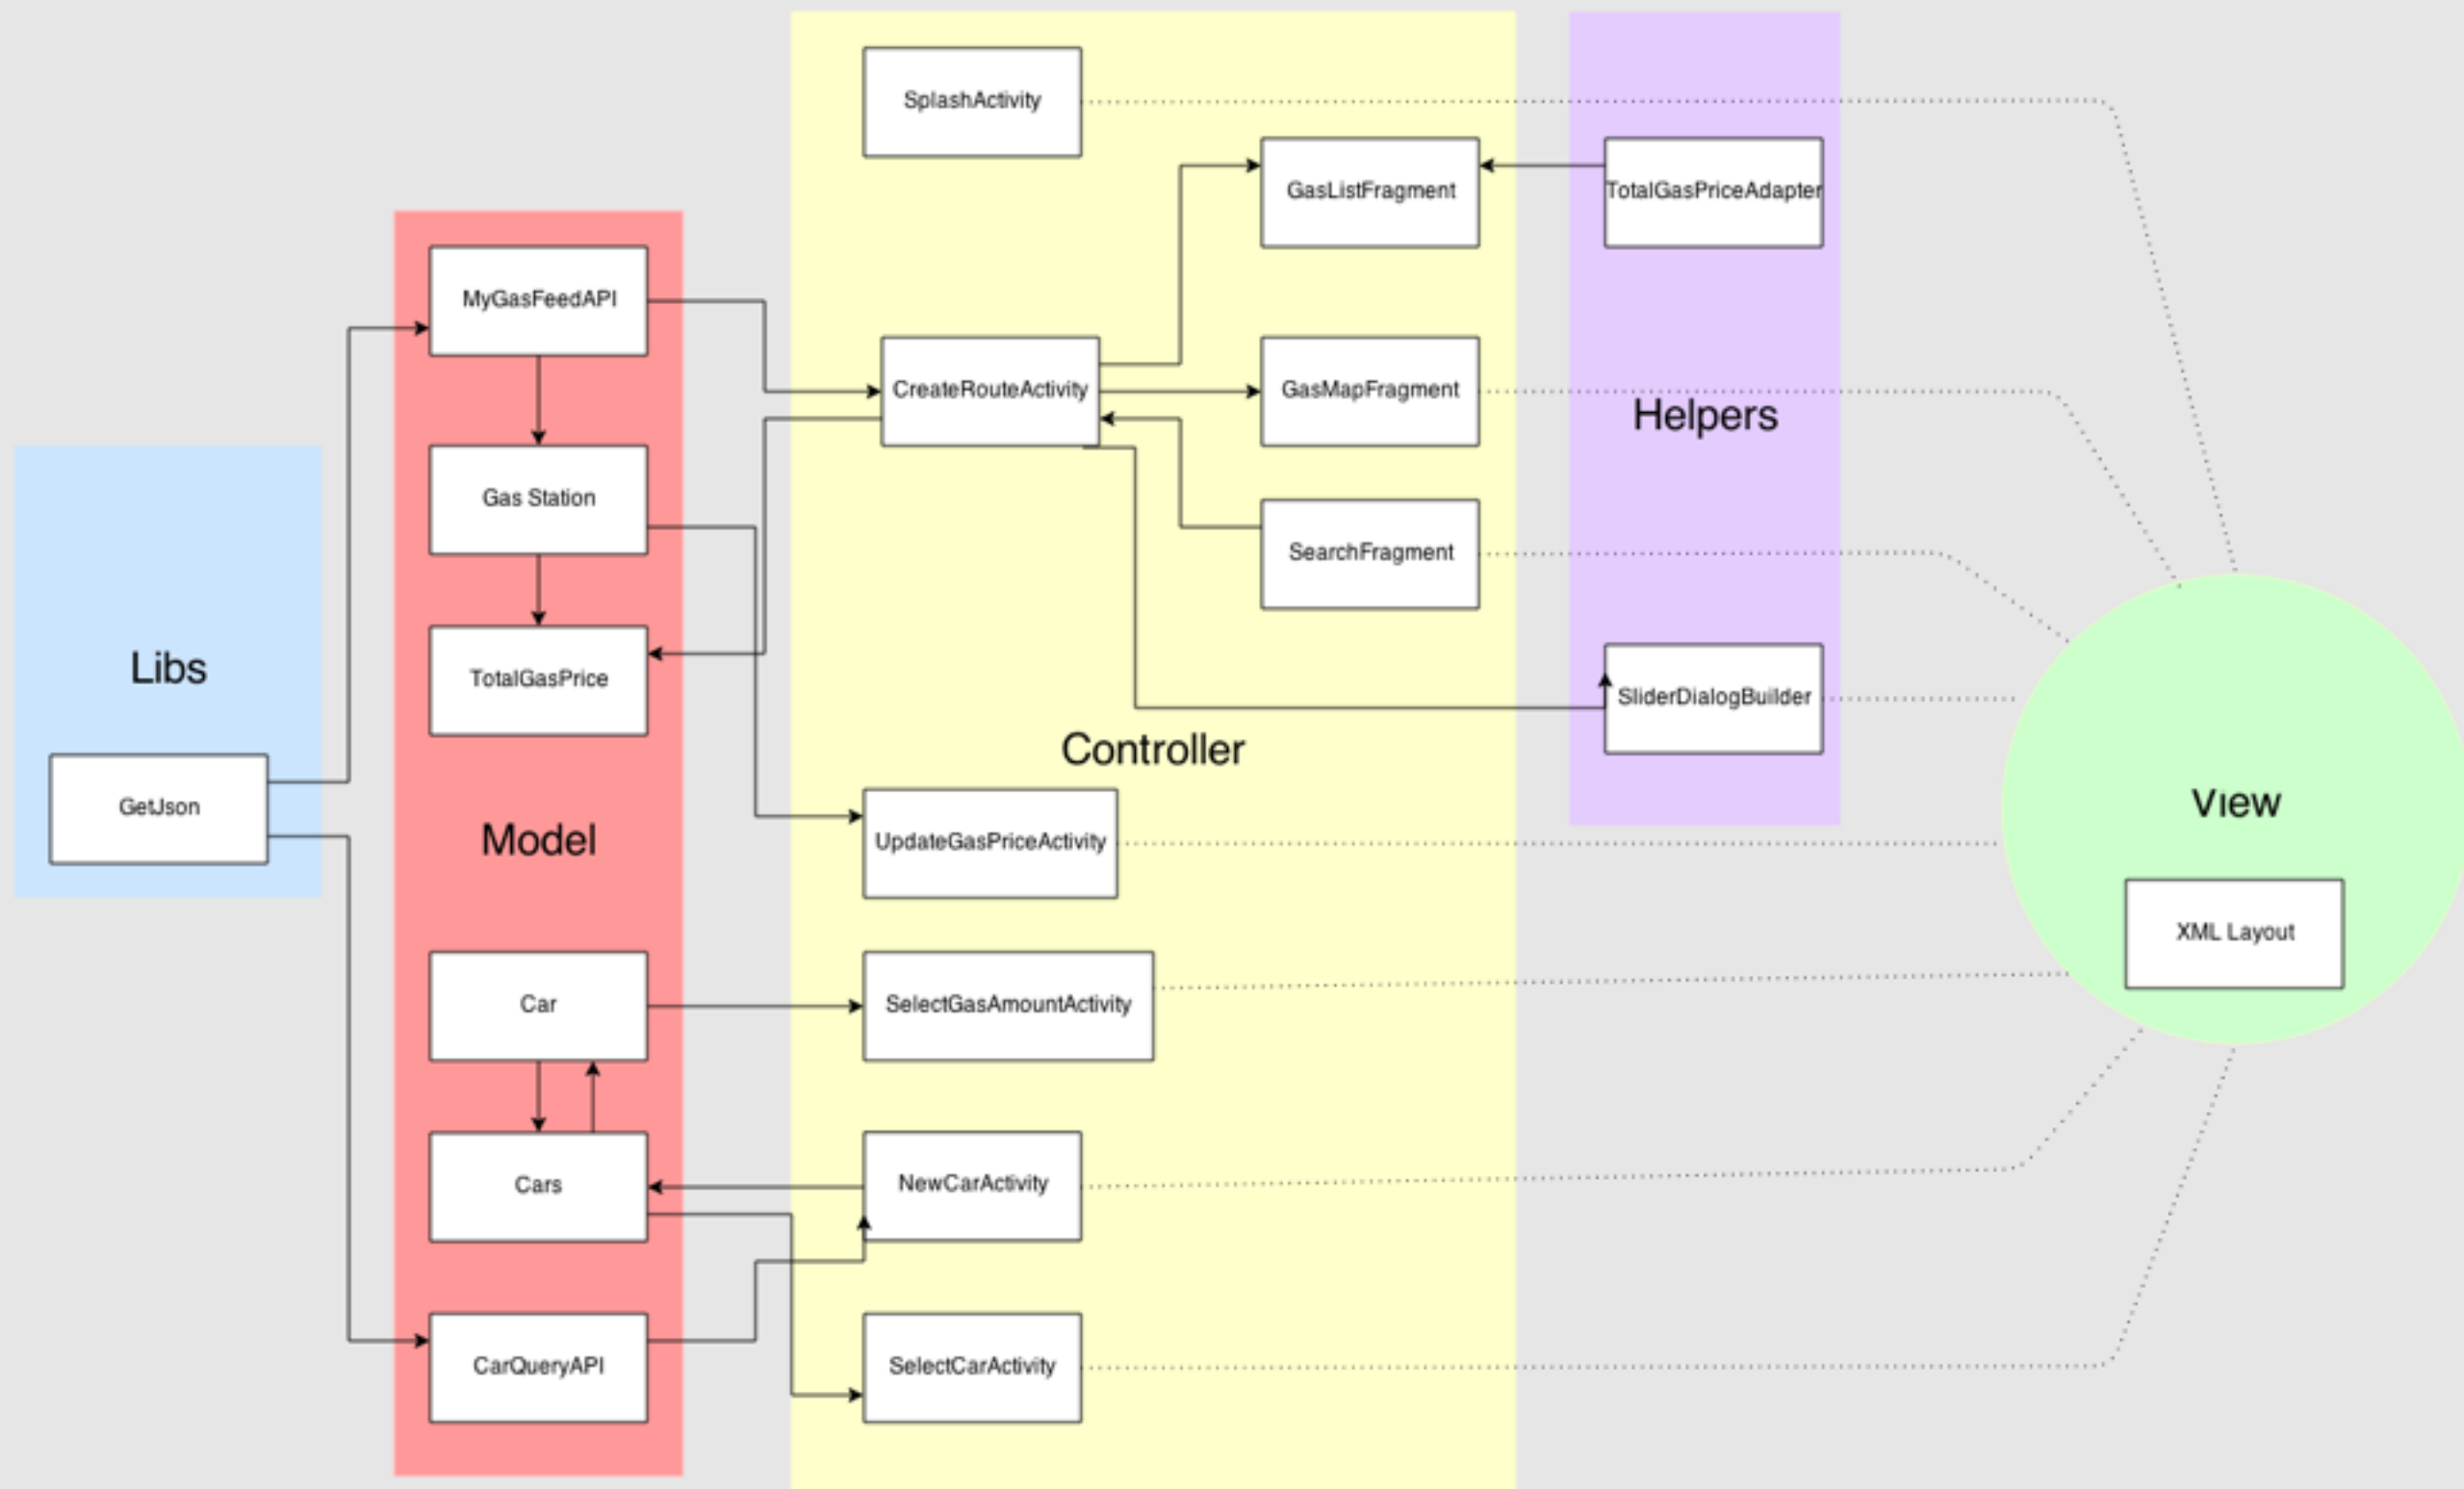 SplashActivity
GasListFragment
TotalGasPriceAdapter
MyGasFeedAPI
CreateRouteActivity
GasMapFragment
Helpers
Gas Station
SearchFragment
Libs
TotalGasPrice
SliderDialogBuilder
Controller
GetJson
View
Model
UpdateGasPriceActivity
XML Layout
Car
SelectGasAmountActivity
Cars
NewCarActivity
CarQueryAPI
SelectCarActivity